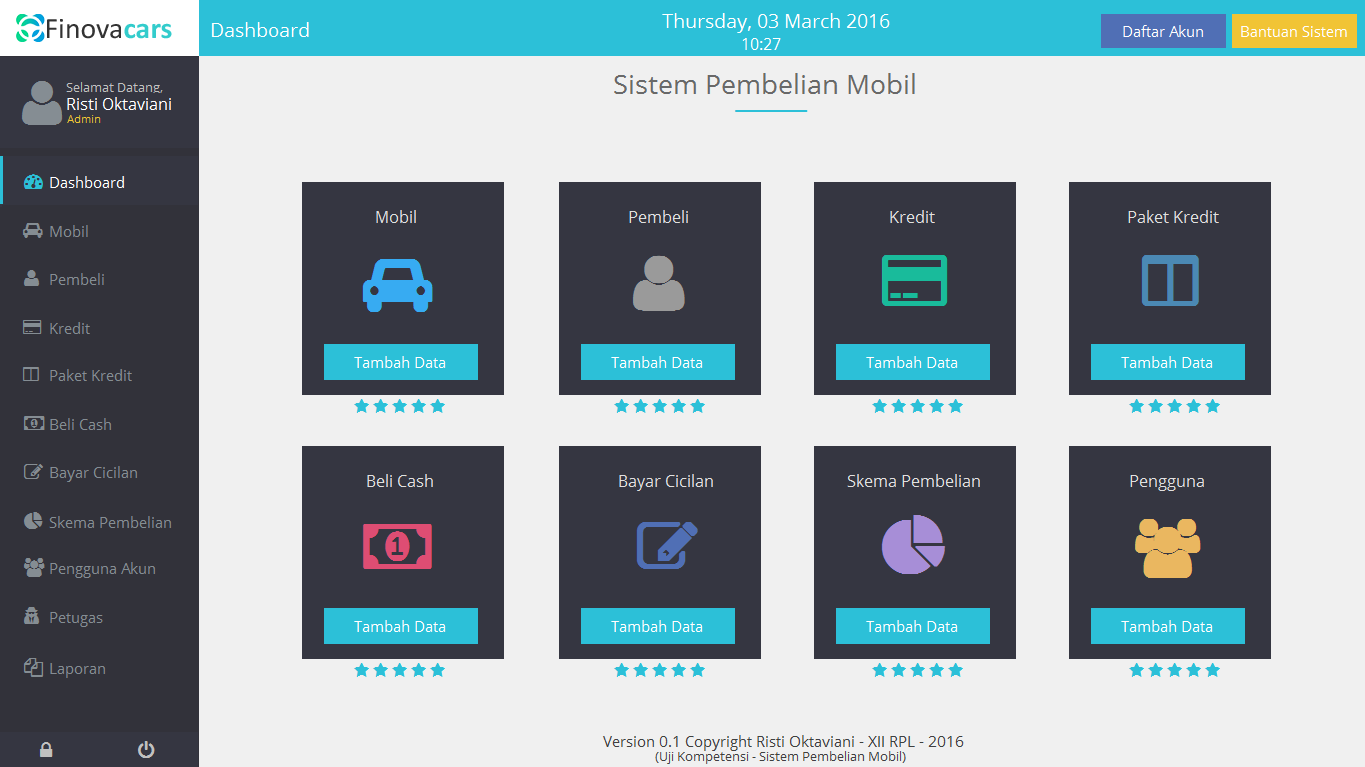 Finovacars
Dashboard
Thursday, 03 March 2016
10:27
Daftar Akun
Bantuan Sistem
Selamat Datang,
Risti Oktaviani
Admin
Dashboard
Mobil
Pembeli
Kredit
Paket Kredit
Beli Cash
Bayar Cicilan
Skema Pembelian
Pengguna Akun
Petugas
Laporan
Sistem Pembelian Mobil
Mobil
Tambah Data
Pembeli
Tambah Data
Kredit
Tambah Data
Paket Kredit
Tambah Data
Beli Cash
1
Tambah Data
Bayar Cicilan
Tambah Data
Skema Pembelian
Tambah Data
Pengguna
Tambah Data
Version 0.1 Copyright Risti Oktaviani - XII RPL - 2016
(Uji Kompetensi - Sistem Pembelian Mobil)